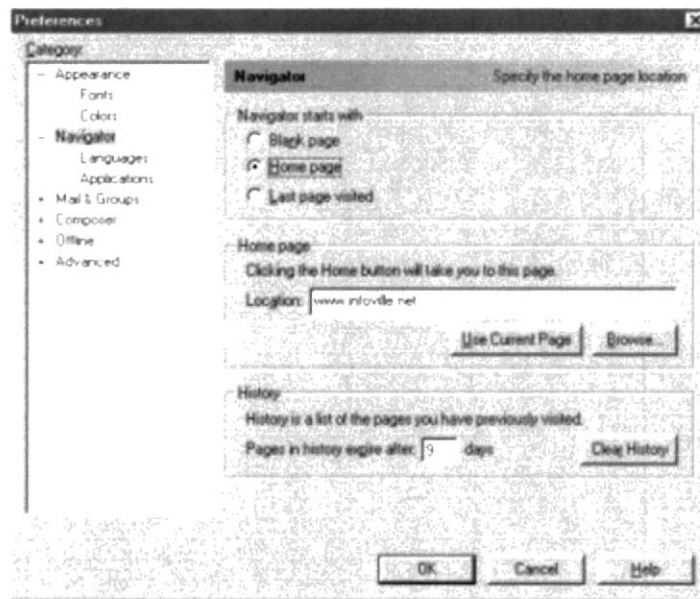 Preferences
Category:
– Appearance
Fonts
Colors
– Navigator
Languages
Applications
+ Mail & Groups
+ Composer
+ Offline
+ Advanced
Navigator Specify the home page location
Navigator starts with
Blank page
Home page
Last page visited
Home page
Clicking the Home button will take you to this page.
Location: www.infoville.net
Use Current Page Browse...
History
History is a list of the pages you have previously visited.
Pages in history expire after: 9 days Clear History
OK Cancel Help